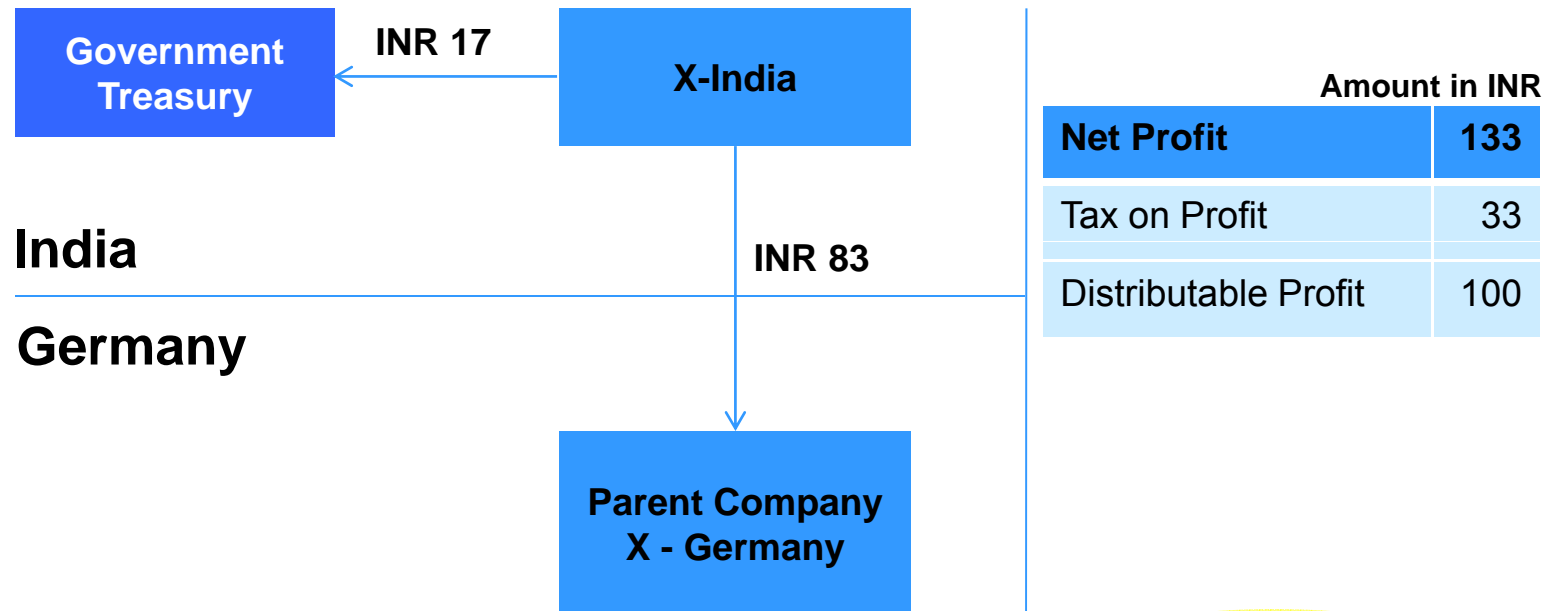 Government
Treasury
INR 17
X-India
India
INR 83
Germany
Parent Company
X - Germany
Amount in INR
Net Profit 133
Tax on Profit 33
Distributable Profit 100